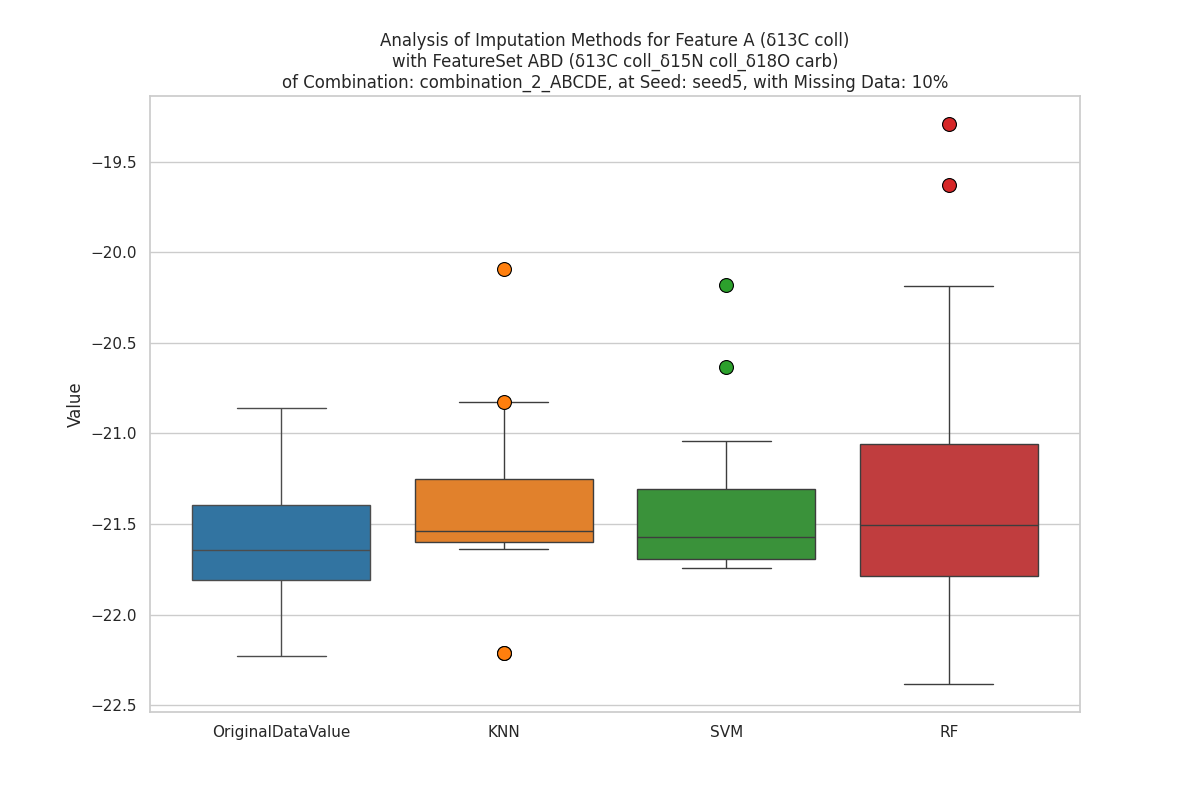 Analysis of Imputation Methods for Feature A (δ13C coll)
with FeatureSet ABD (δ13C coll_δ15N coll_δ18O carb)
of Combination: combination_2_ABCDE, at Seed: seed5, with Missing Data: 10%
Value
−19.5
−20.0
−20.5
−21.0
−21.5
−22.0
−22.5
OriginalDataValue
KNN
SVM
RF